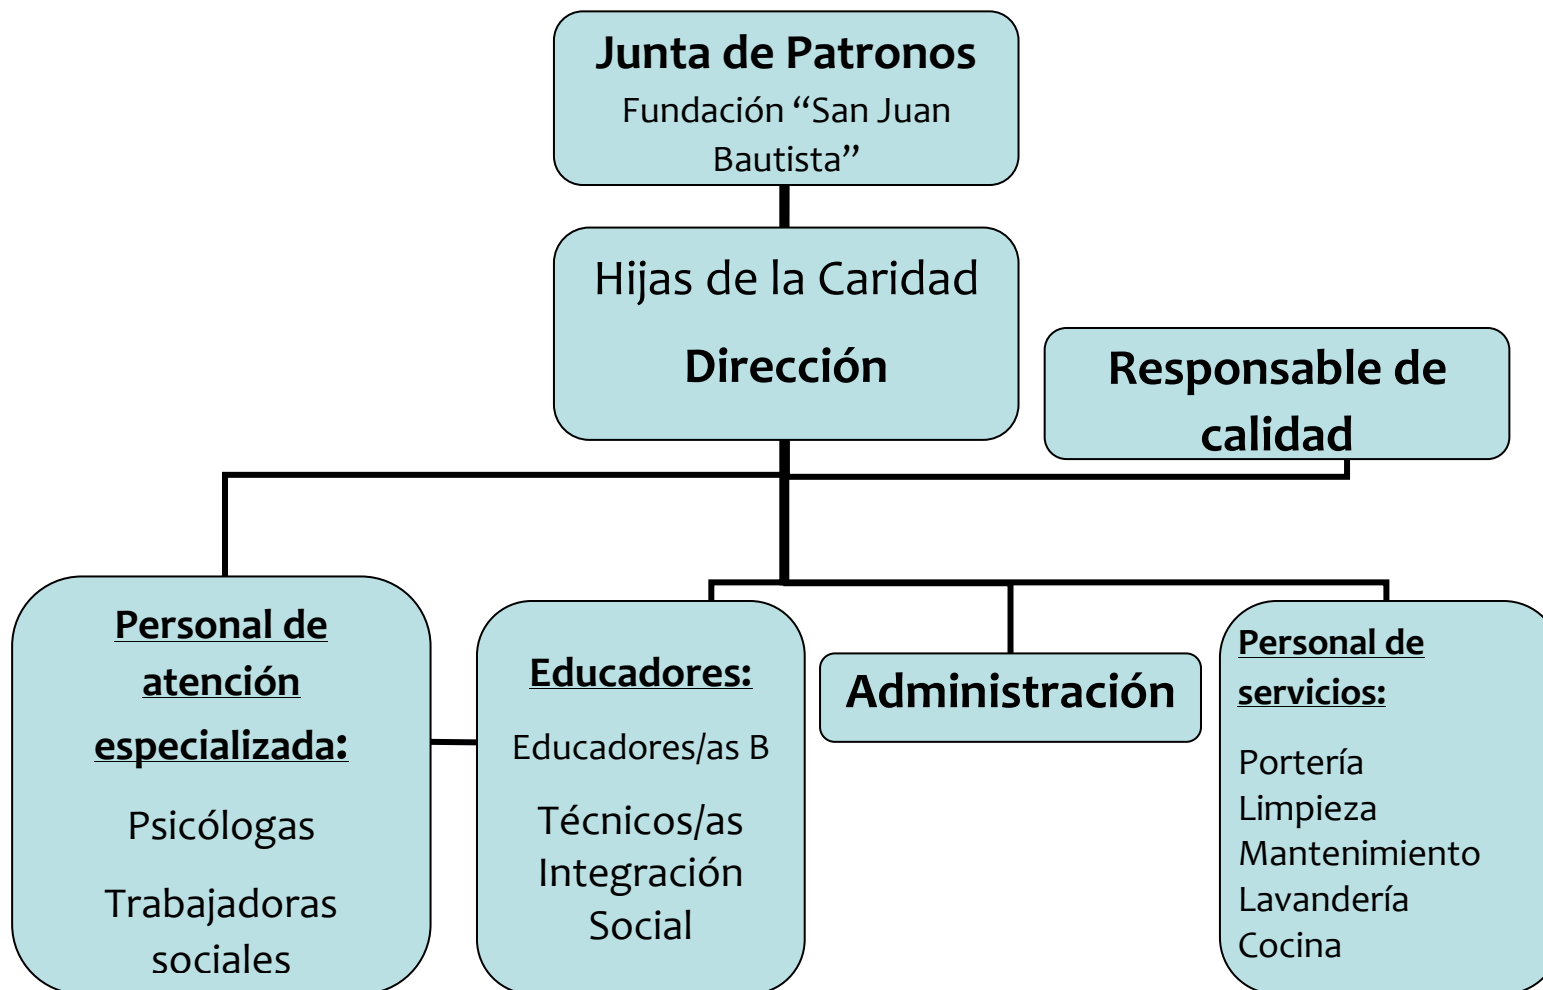 Junta de Patronos
Fundación “San Juan
Bautista”
Hijas de la Caridad
Dirección
Responsable de
calidad
Personal de
atención
especializada:
Psicólogas
Trabajadoras
sociales
Educadores:
Educadores/as B
Técnicos/as
Integración
Social
Administración
Personal de
servicios:
Portería
Limpieza
Mantenimiento
Lavandería
Cocina